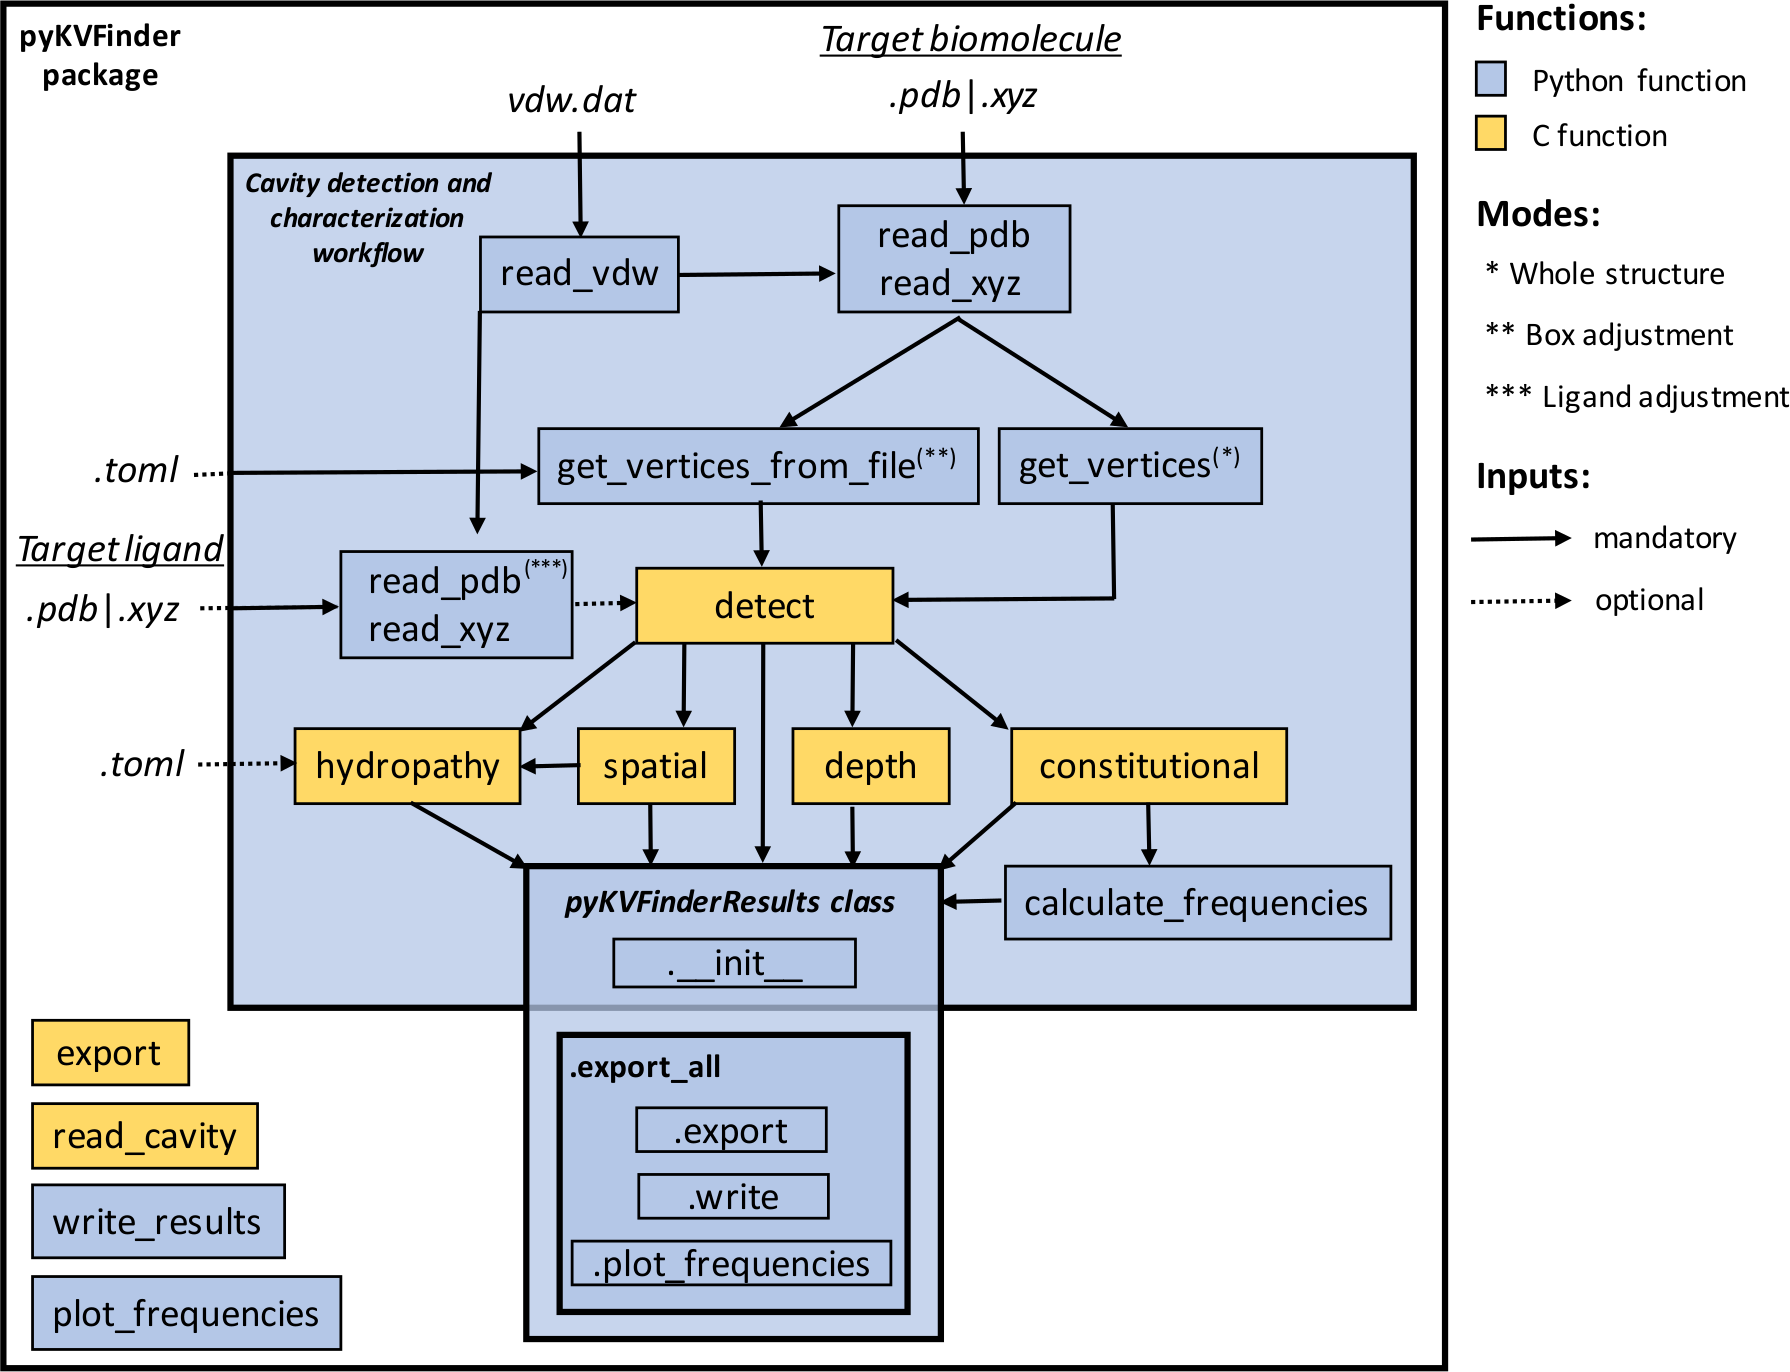 pyKVFinder
package
Target biomolecule
vdw.dat
.pdb|.xyz
Cavity detection and
characterization
workflow
read_vdw
read_pdb
read_xyz
.toml
get_vertices_from_file(**)
get_vertices(*)
Target ligand
.pdb|.xyz
read_pdb(***)
read_xyz
detect
.toml
hydropathy
spatial
depth
constitutional
pyKVFinderResults class
calculate_frequencies
.__init__
.export_all
.export
.write
.plot_frequencies
export
read_cavity
write_results
plot_frequencies
Functions:
Python function
C function
Modes:
* Whole structure
** Box adjustment
*** Ligand adjustment
Inputs:
mandatory
optional